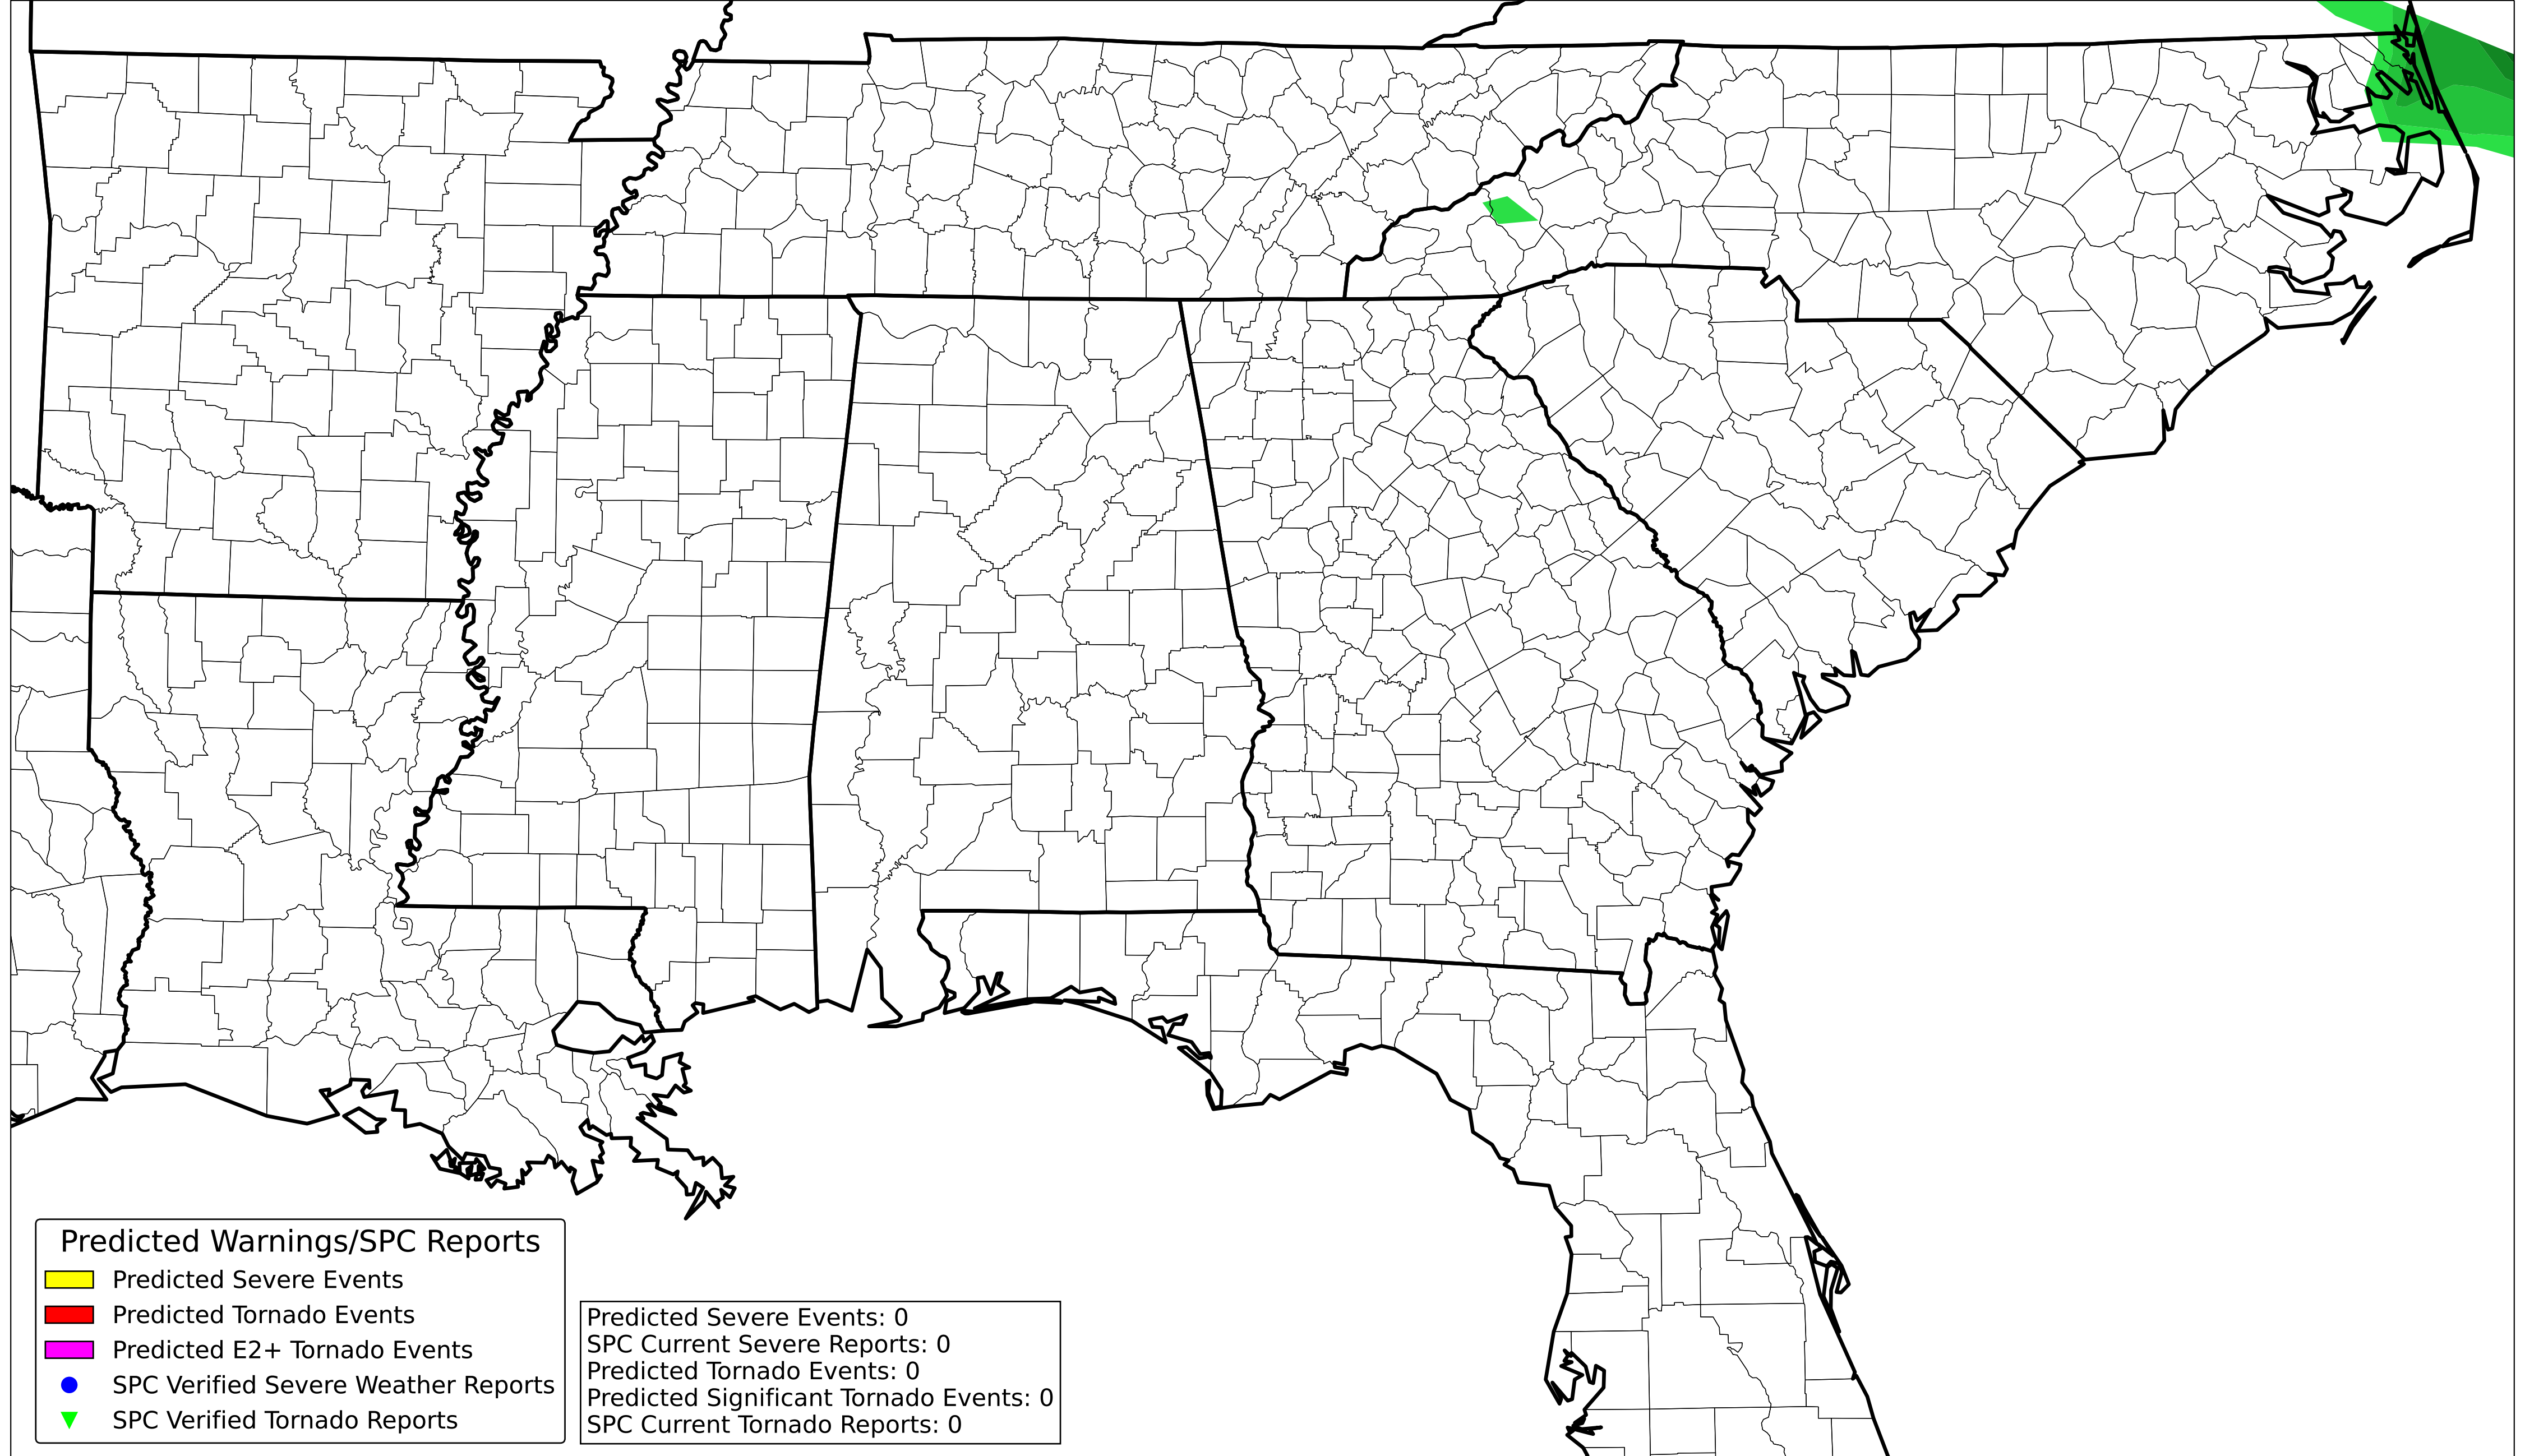 Predicted Warnings/SPC Reports
Predicted Severe Events
Predicted Tornado Events
Predicted E2+ Tornado Events
SPC Verified Severe Weather Reports
SPC Verified Tornado Reports
Predicted Severe Events: 0
SPC Current Severe Reports: 0
Predicted Tornado Events: 0
Predicted Significant Tornado Events: 0
SPC Current Tornado Reports: 0